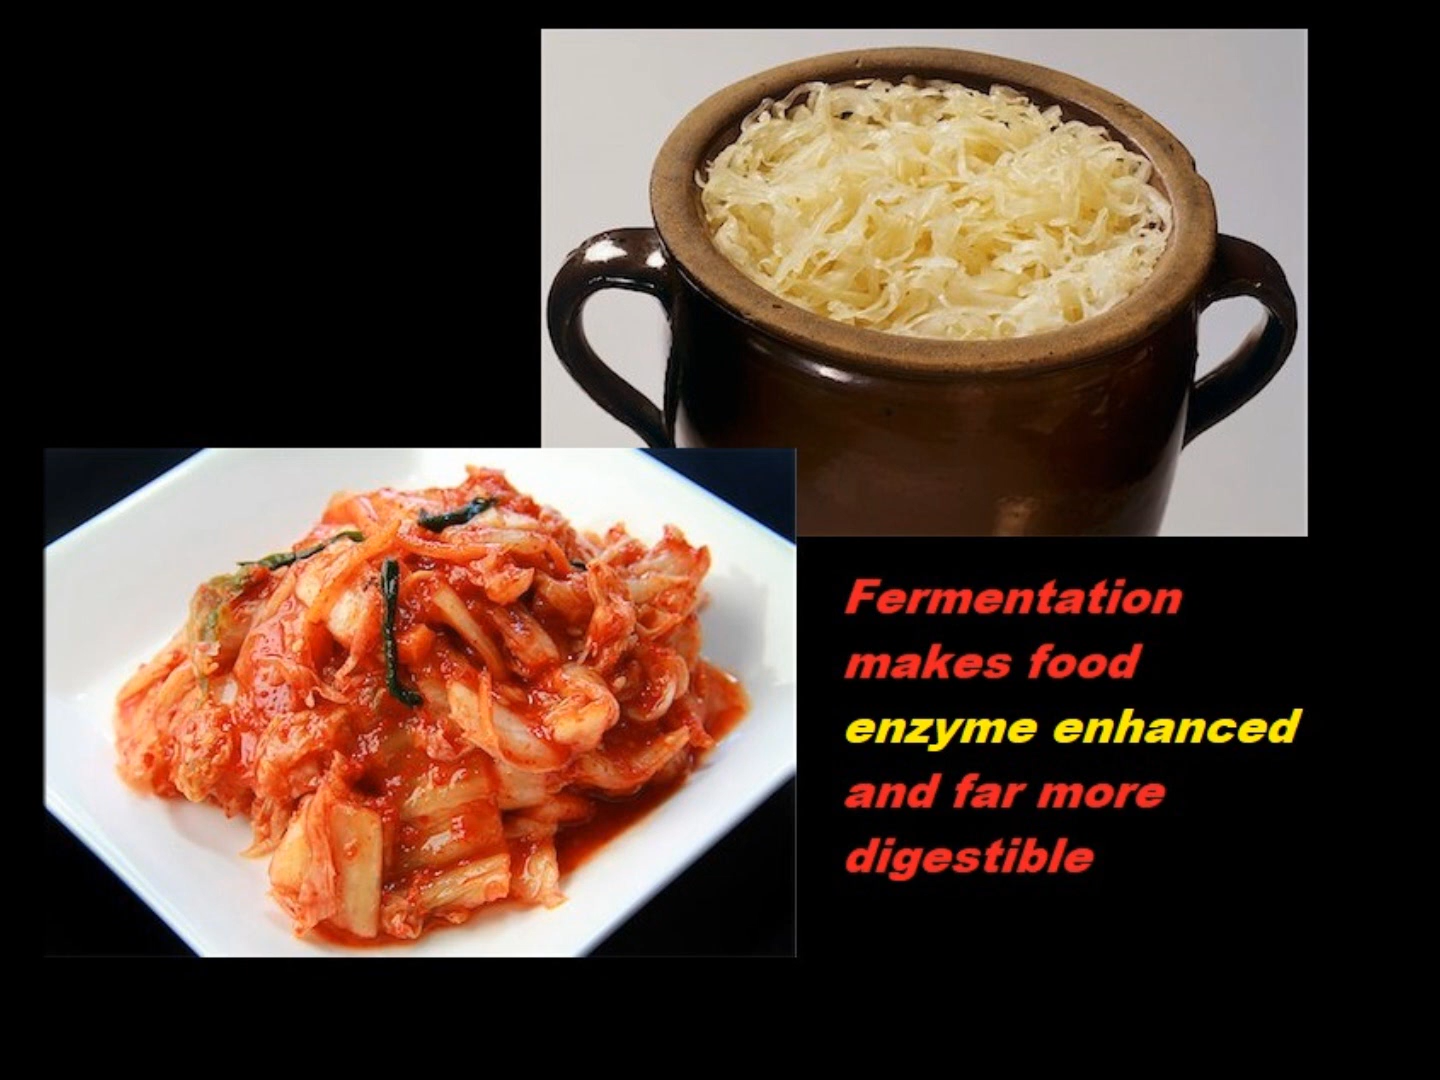 Fermentation
makes food
enzyme enhanced
and far more
digestible